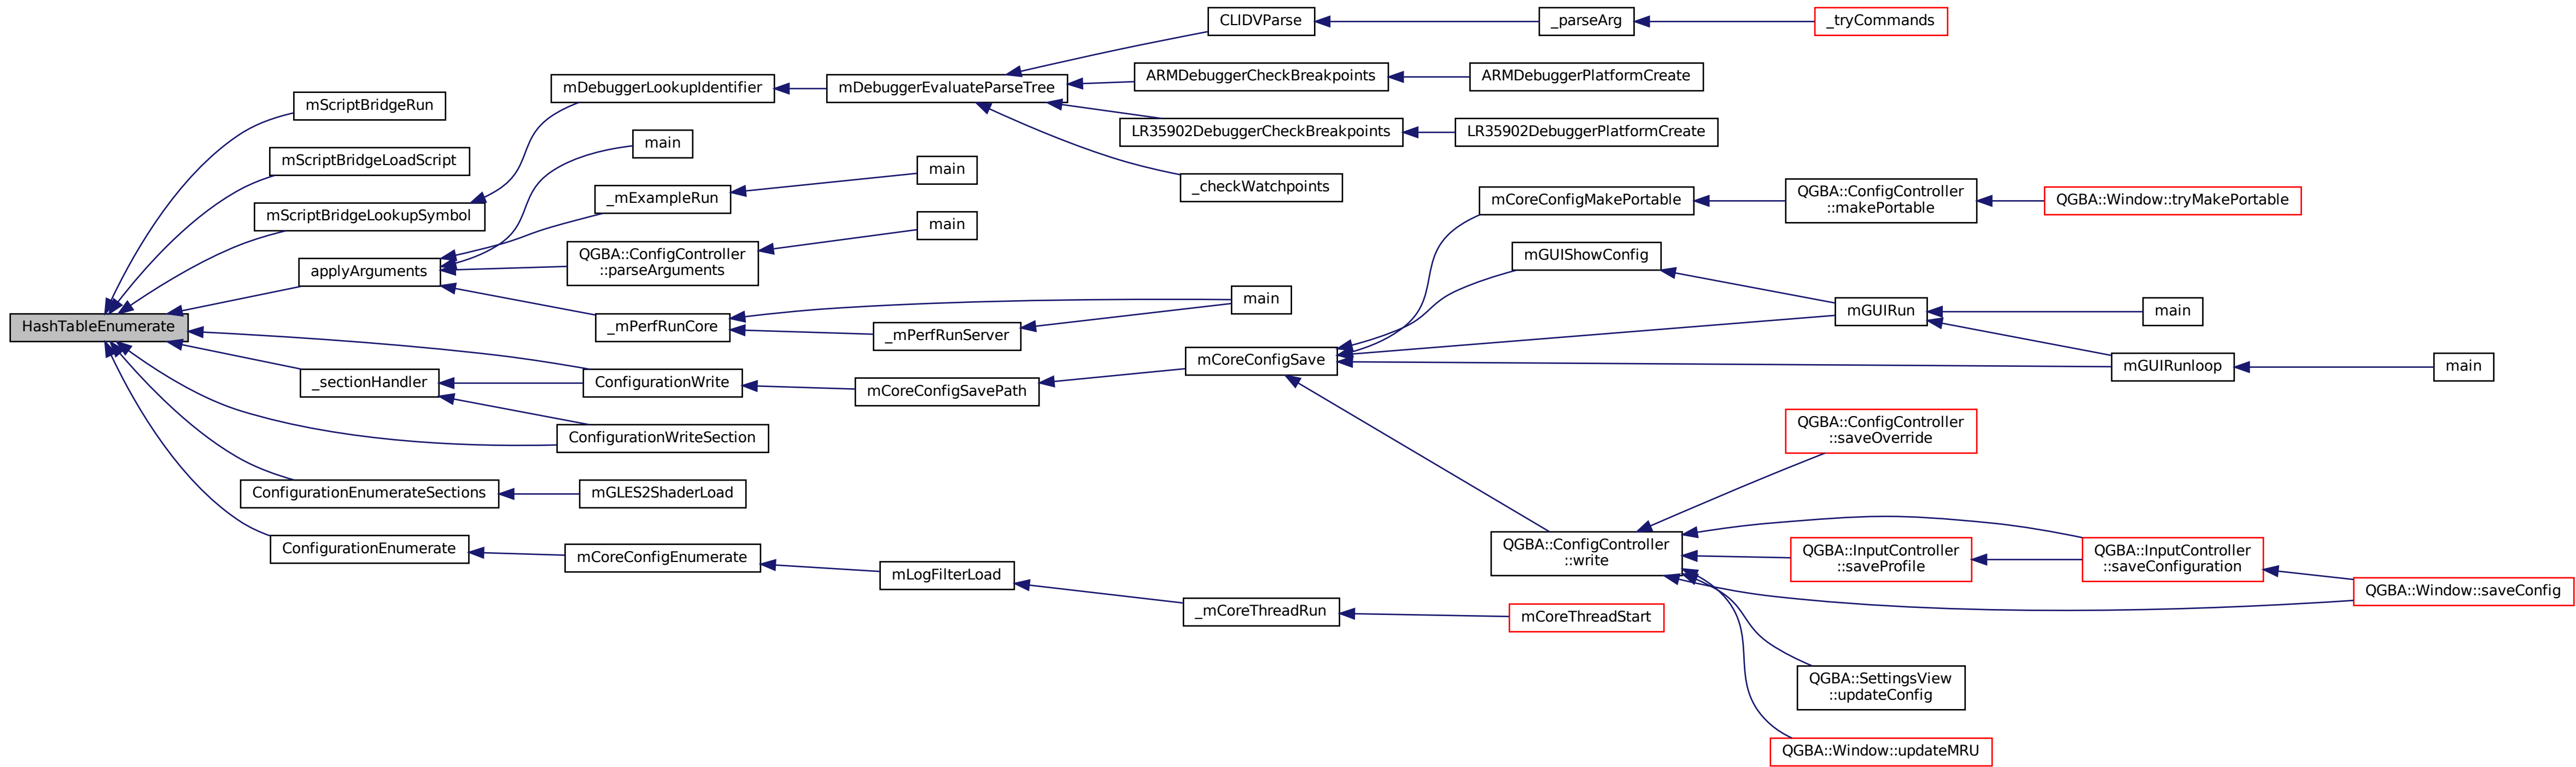 HashTableEnumerate
mScriptBridgeRun
mScriptBridgeLoadScript
mScriptBridgeLookupSymbol
applyArguments
_sectionHandler
ConfigurationEnumerateSections
ConfigurationEnumerate
mDebuggerLookupIdentifier
main
_mExampleRun
QGBA::ConfigController
::parseArguments
_mPerfRunCore
ConfigurationWrite
ConfigurationWriteSection
mGLES2ShaderLoad
mCoreConfigEnumerate
mDebuggerEvaluateParseTree
main
main
_mPerfRunServer
mCoreConfigSavePath
mLogFilterLoad
CLIDVParse
ARMDebuggerCheckBreakpoints
LR35902DebuggerCheckBreakpoints
_checkWatchpoints
main
mCoreConfigSave
_mCoreThreadRun
_parseArg
ARMDebuggerPlatformCreate
LR35902DebuggerPlatformCreate
mCoreConfigMakePortable
mGUIShowConfig
QGBA::ConfigController
::write
mCoreThreadStart
_tryCommands
QGBA::ConfigController
::makePortable
mGUIRun
QGBA::ConfigController
::saveOverride
QGBA::InputController
::saveProfile
QGBA::SettingsView
::updateConfig
QGBA::Window::updateMRU
QGBA::Window::tryMakePortable
main
mGUIRunloop
QGBA::InputController
::saveConfiguration
main
QGBA::Window::saveConfig